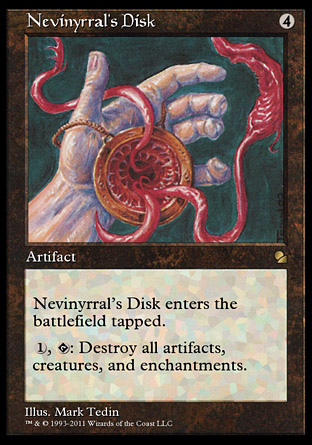 Nevinyrral's Disk 4
Artifact
Nevinyrral's Disk enters the
battlefield tapped.
1, : Destroy all artifacts,
creatures, and enchantments.
Illus. Mark Tedin
™ & © 1993-2011 Wizards of the Coast LLC